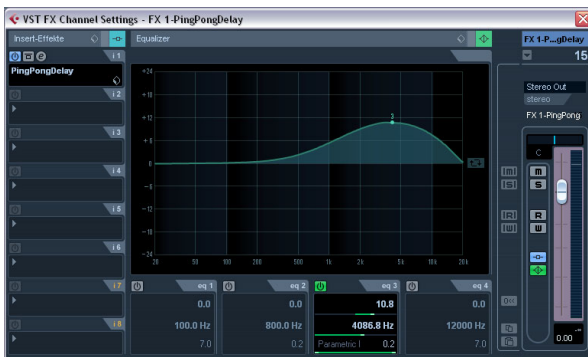 VST FX Channel Settings - FX 1-PingPongDelay
Insert-Effekte
Equalizer
FX 1-P...gDelay
i 1
15
PingPongDelay
i 2
i 3
i 4
i 5
i 6
i 7
i 8
+24
+18
+12
+6
0
-6
-12
-18
-24
20
50
100
200
500
1k
2k
5k
10k
20k
3
Stereo Out
stereo
FX 1-PingPong
C
m
S
R
W
eq 1
eq 2
eq 3
eq 4
0.0
0.0
10.8
0.0
100.0 Hz
800.0 Hz
4086.8 Hz
12000 Hz
7.0
0.2
Parametric I
0.2
7.0
-∞
0.00